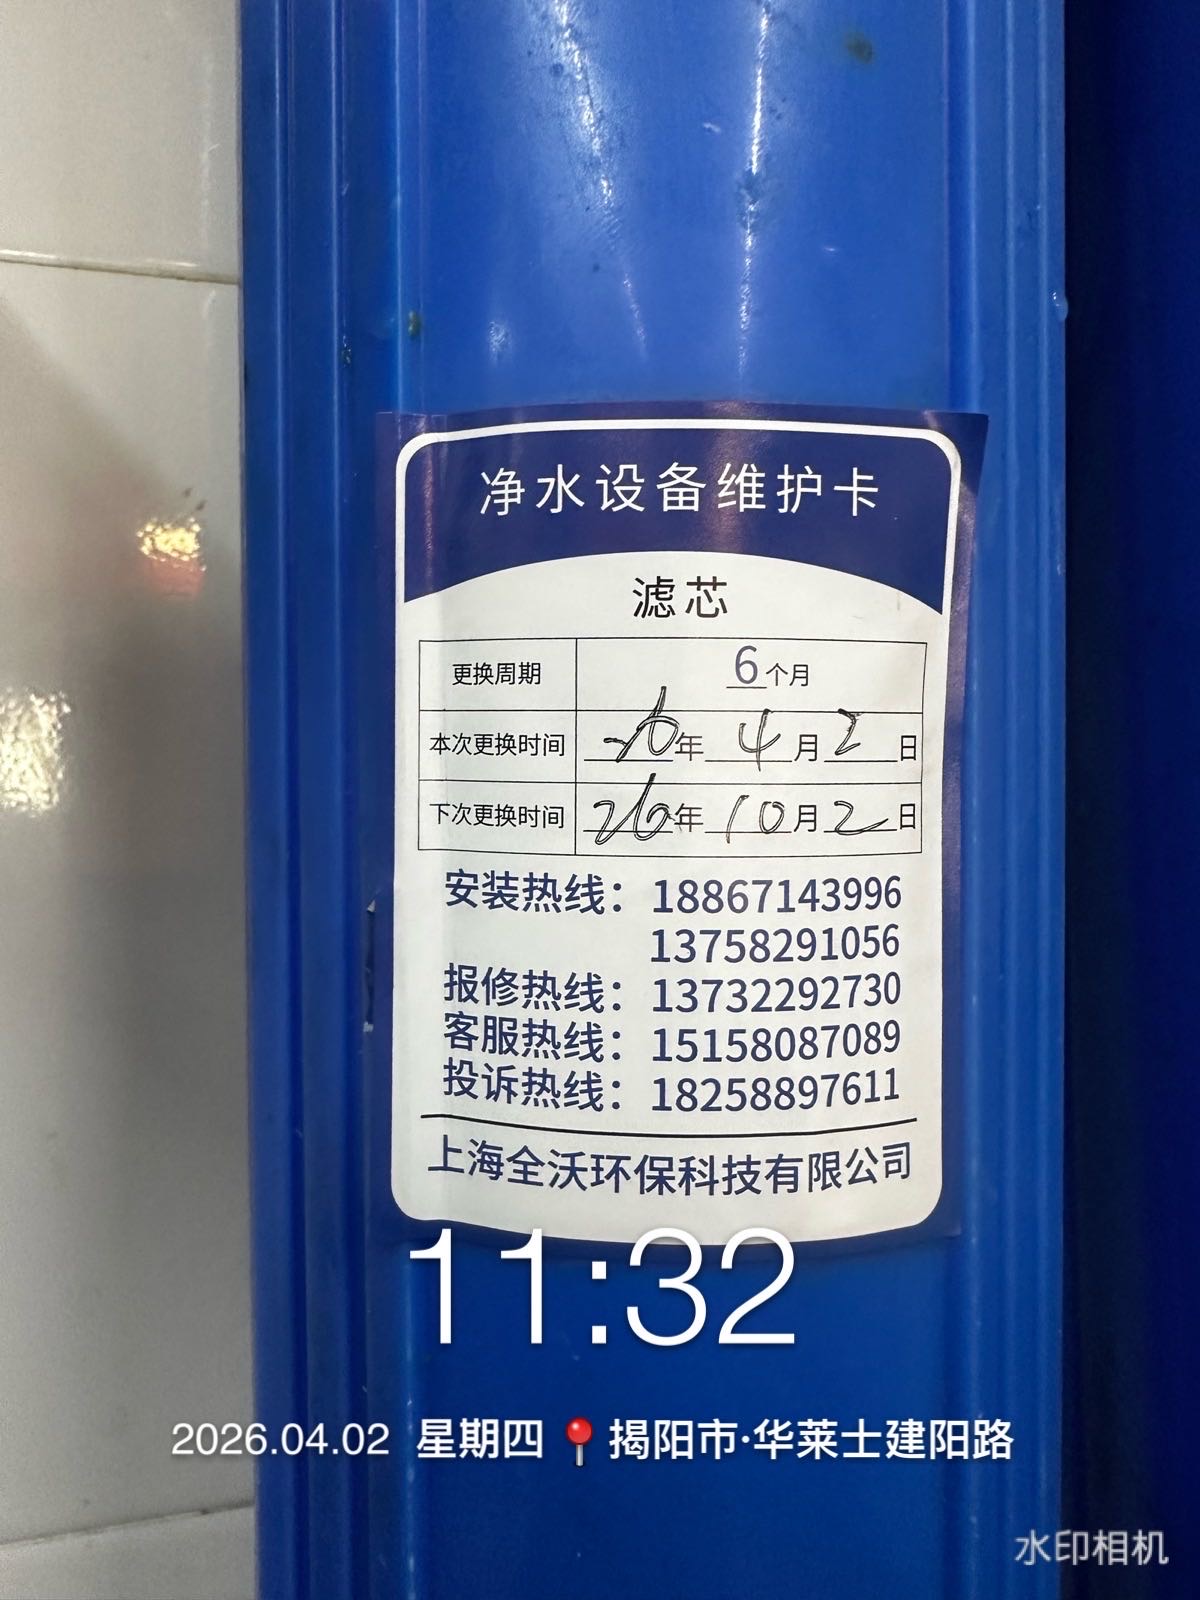 净水设备维护卡
滤芯
更换周期 6个月
本次更换时间 26年 4月2日
下次更换时间 26年 10月2日
安装热线：18867143996
13758291056
报修热线：13732292730
客服热线：15158087089
投诉热线：18258897611
上海全沃环保科技有限公司
11:32
2026.04.02 星期四 揭阳市·华莱士建阳路
水印相机